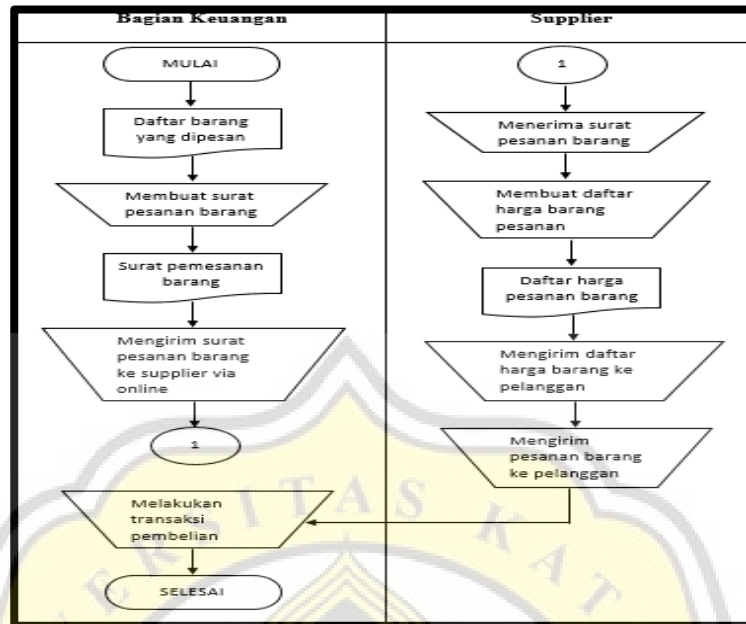 Bagian Keuangan
MULAI
Daftar barang
yang dipesan
Membuat surat
pesanan barang
Surat pemesanan
barang
Mengirim surat
pesanan barang
ke supplier via
online
1
Melakukan
transaksi
pembelian
SELESAI
Supplier
1
Menerima surat
pesanan barang
Membuat daftar
harga barang
pesanan
Daftar harga
pesanan barang
Mengirim daftar
harga barang ke
pelanggan
Mengirim
pesanan barang
ke pelanggan
ERSITAS KAT